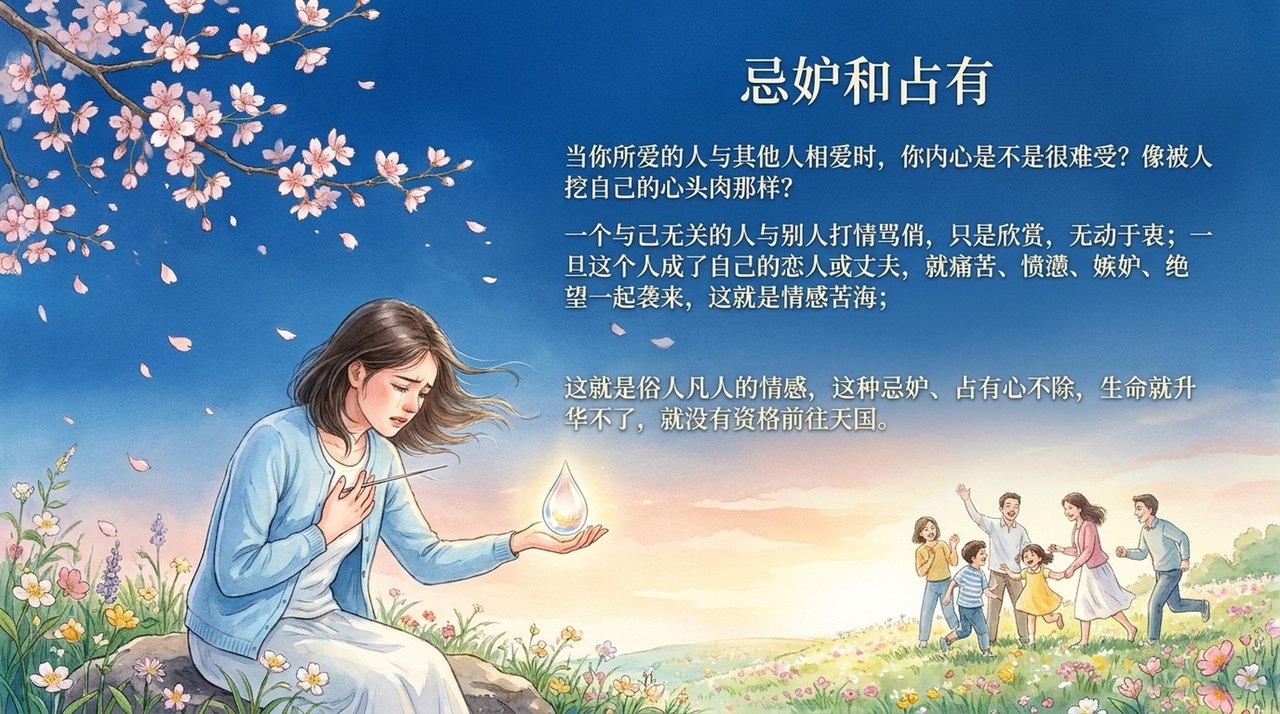 忌妒和占有
当你所爱的人与其他人相爱时，你内心是不是很难受？像被人
挖自己的心头肉那样？
一个与己无关的人与别人打情骂俏，只是欣赏，无动于衷；一
旦这个人成了自己的恋人或丈夫，就痛苦、愤懑、嫉妒、绝
望一起袭来，这就是情感苦海；
这就是俗人凡人的情感，这种忌妒、占有心不除，生命就升
华不了，就没有资格前往天国。